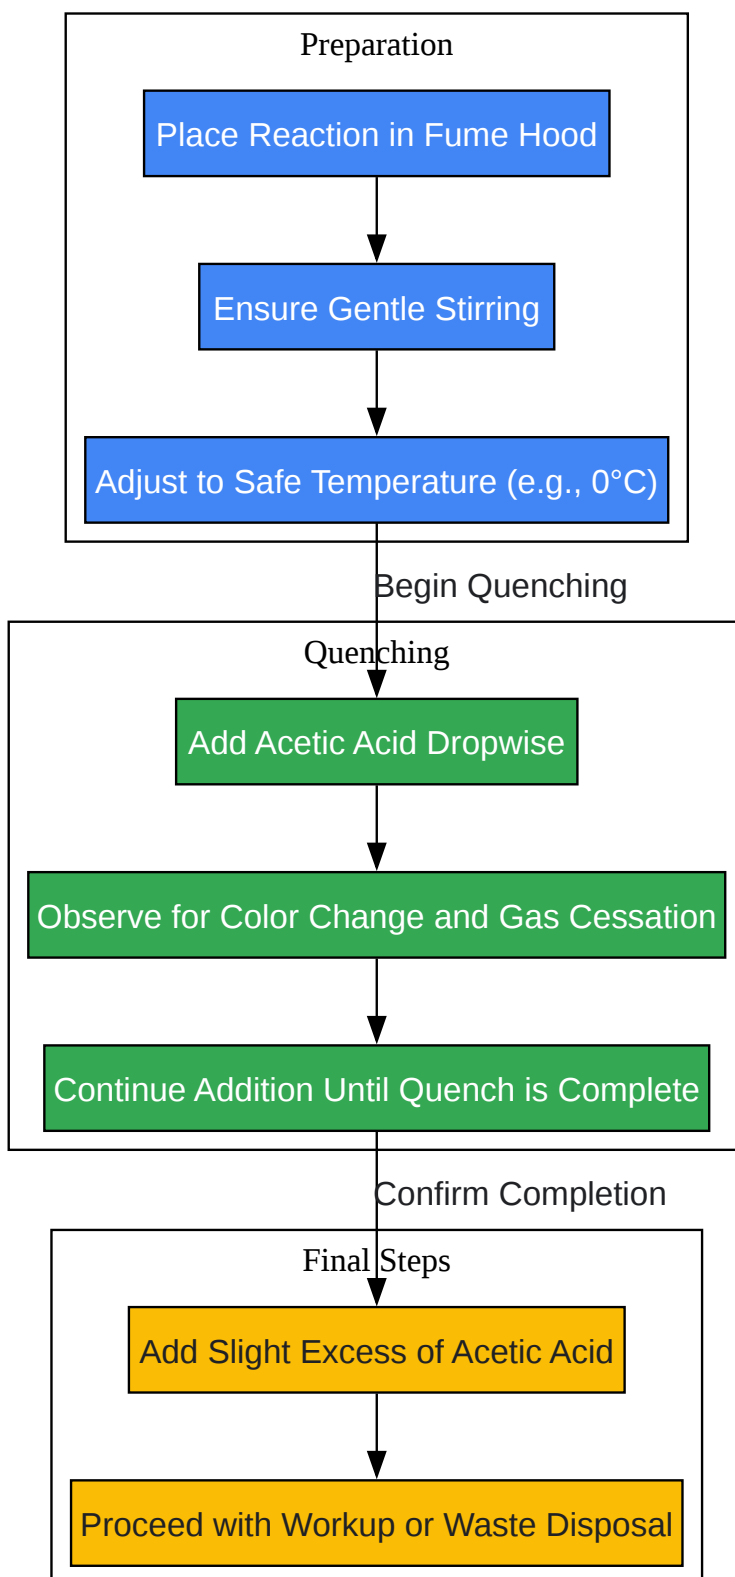 Preparation
Place Reaction in Fume Hood
Ensure Gentle Stirring
Adjust to Safe Temperature (e.g., 0°C)
Begin Quenching
Quenching
Add Acetic Acid Dropwise
Observe for Color Change and Gas Cessation
Continue Addition Until Quench is Complete
Confirm Completion
Final Steps
Add Slight Excess of Acetic Acid
Proceed with Workup or Waste Disposal